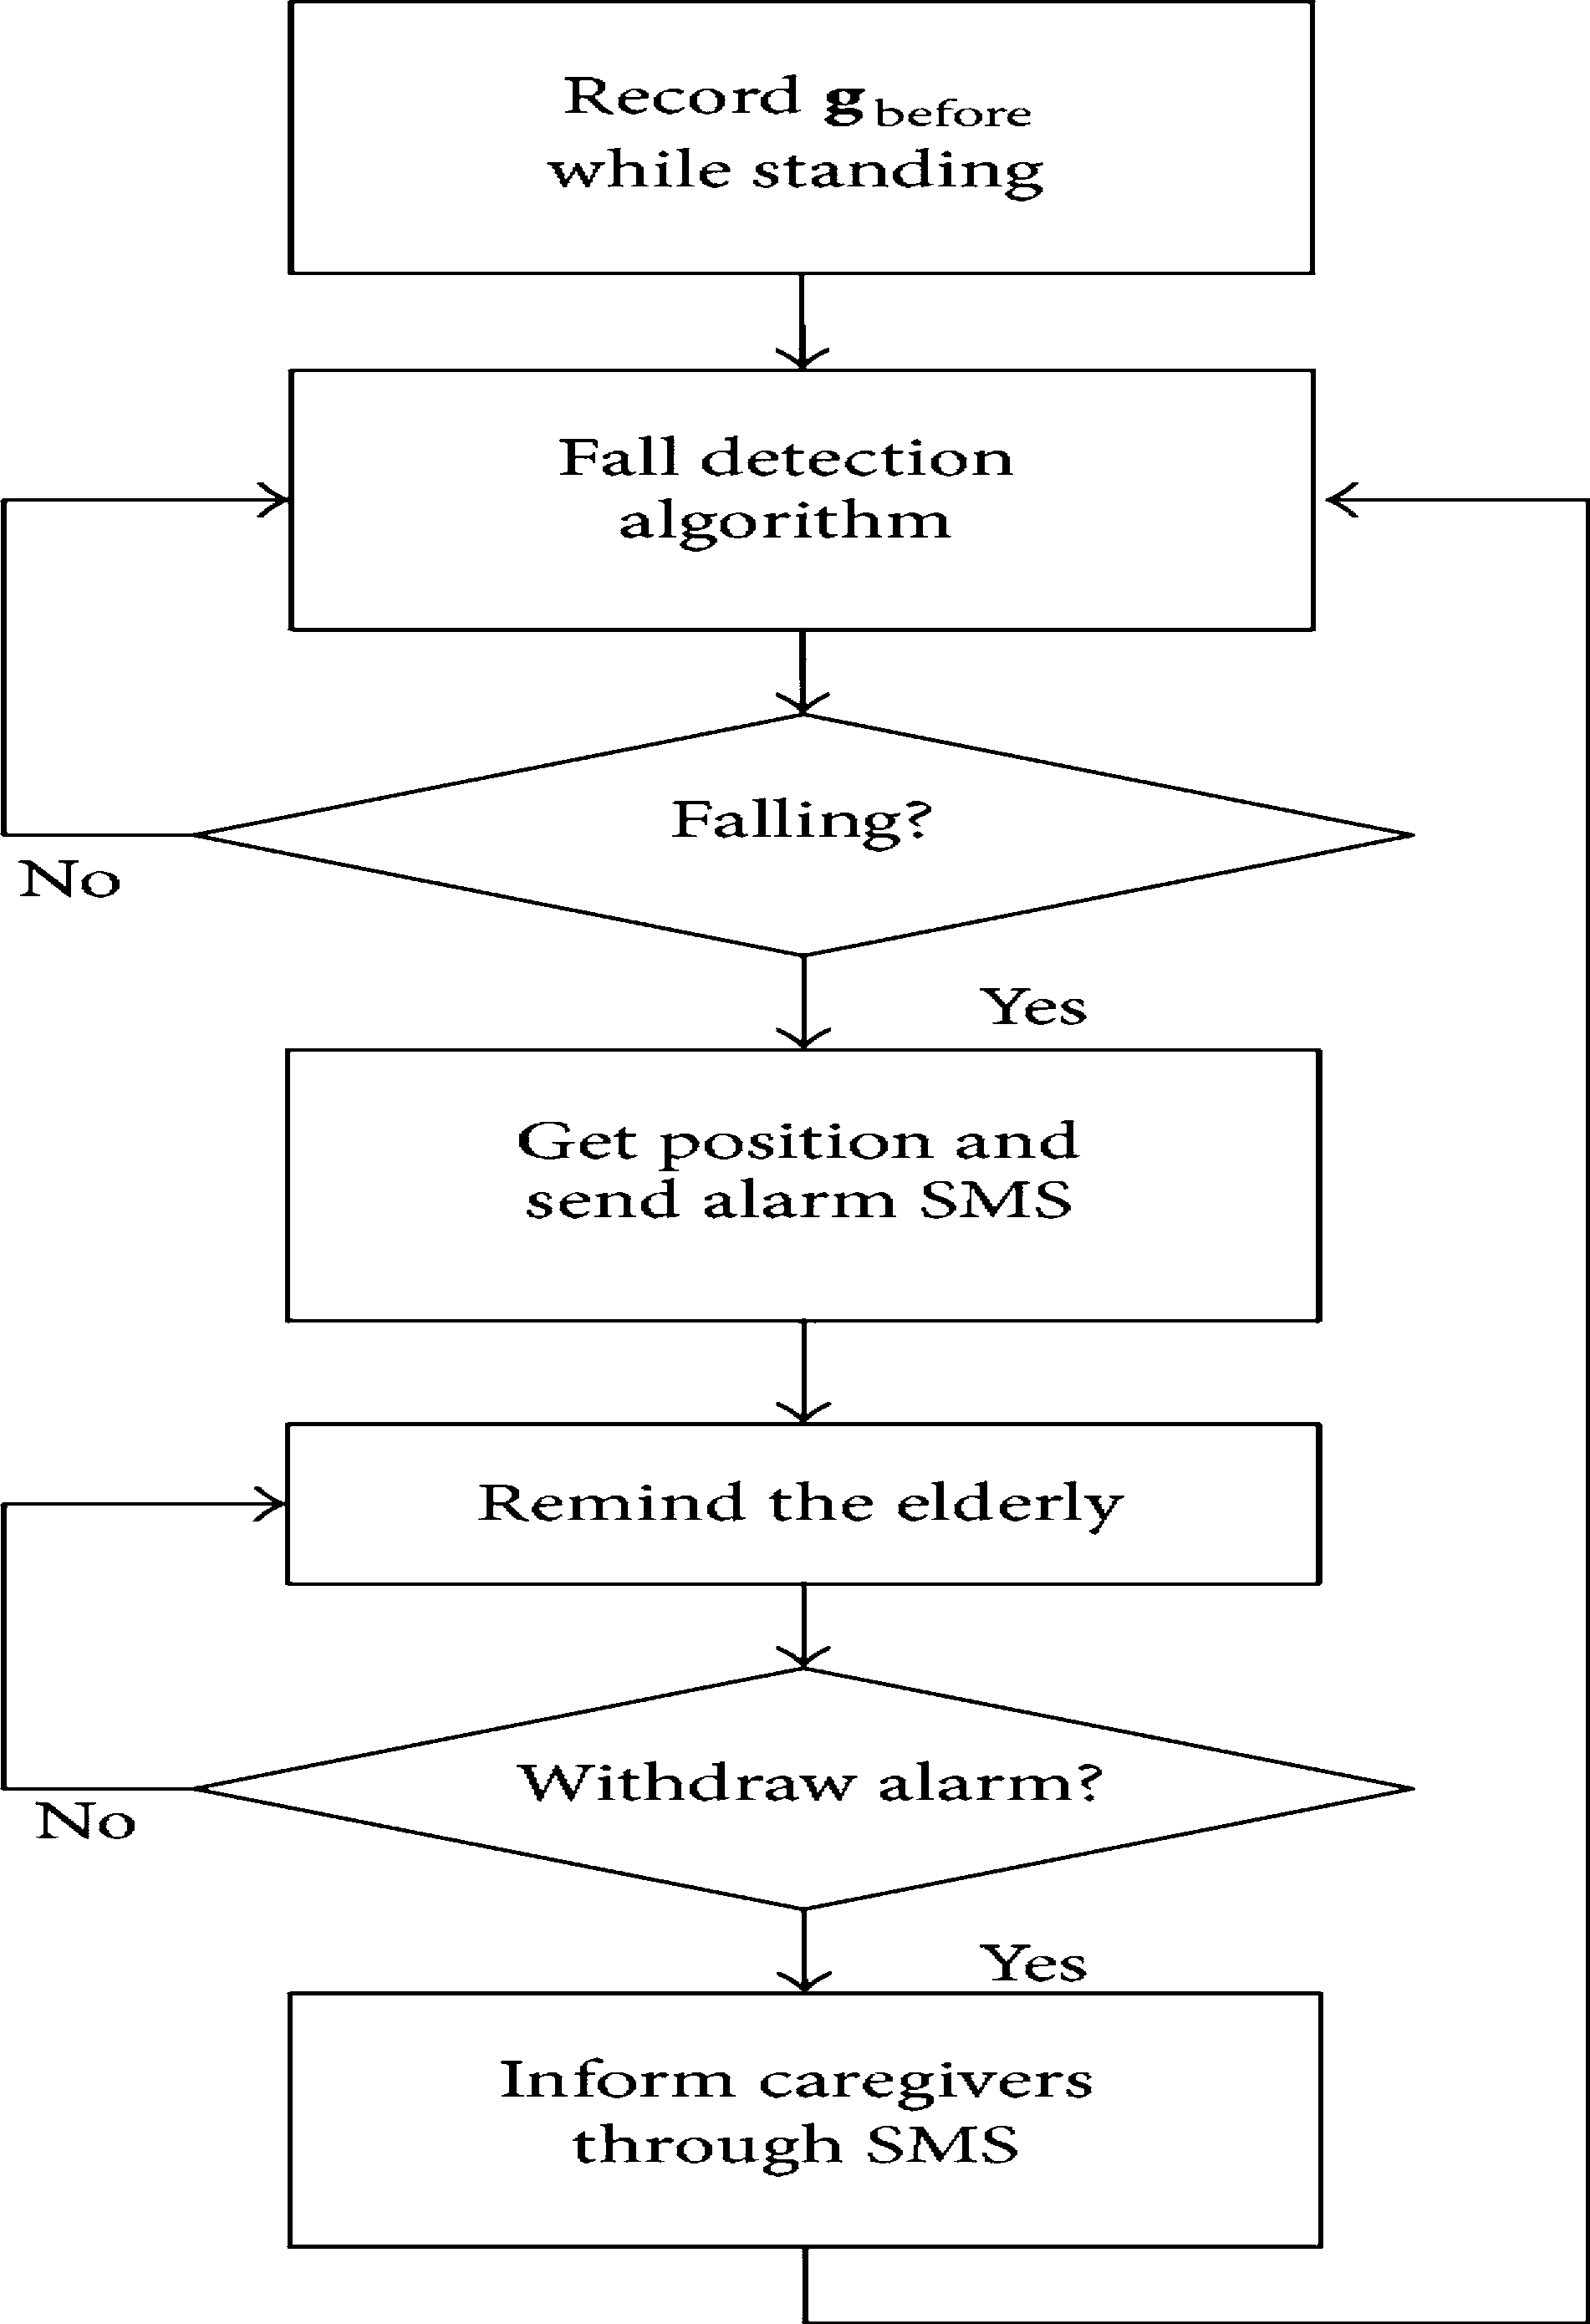 Record g before
while standing
Fall detection
algorithm
Falling?
No
Yes
Get position and
send alarm SMS
Remind the elderly
Withdraw alarm?
No
Yes
Inform caregivers
through SMS